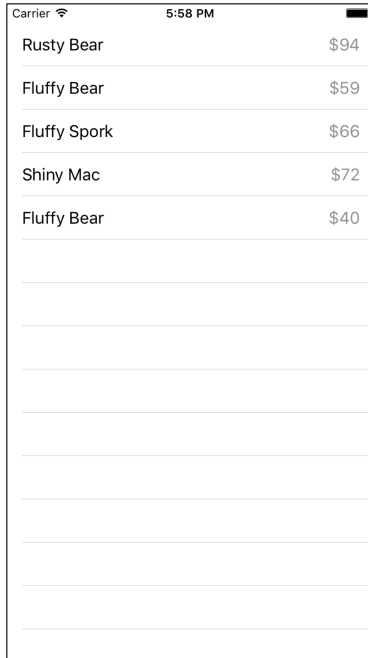 Carrier 5:58 PM
Rusty Bear $94
Fluffy Bear $59
Fluffy Spork $66
Shiny Mac $72
Fluffy Bear $40